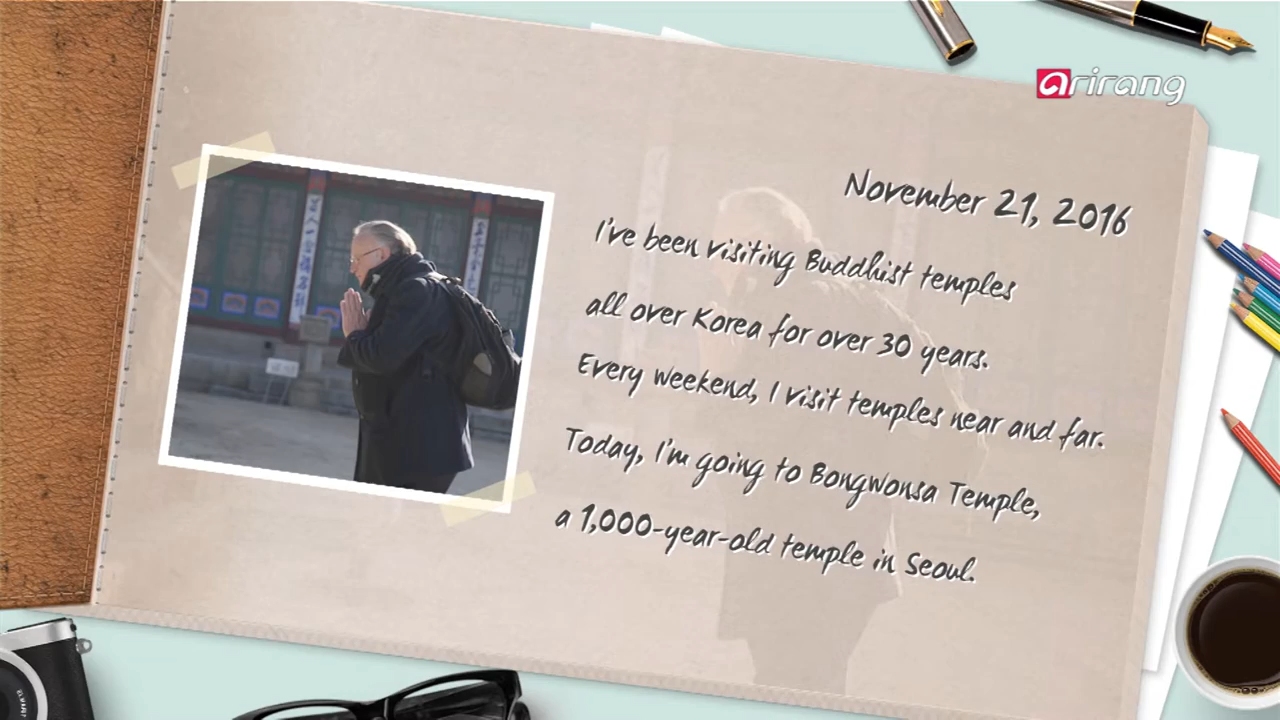 arirang
November 21, 2016
I've been visiting Buddhist temples
all over Korea for over 30 years.
Every weekend, I visit temples near and far.
Today, I'm going to Bongwonsa Temple,
a 1,000-year-old temple in Seoul.